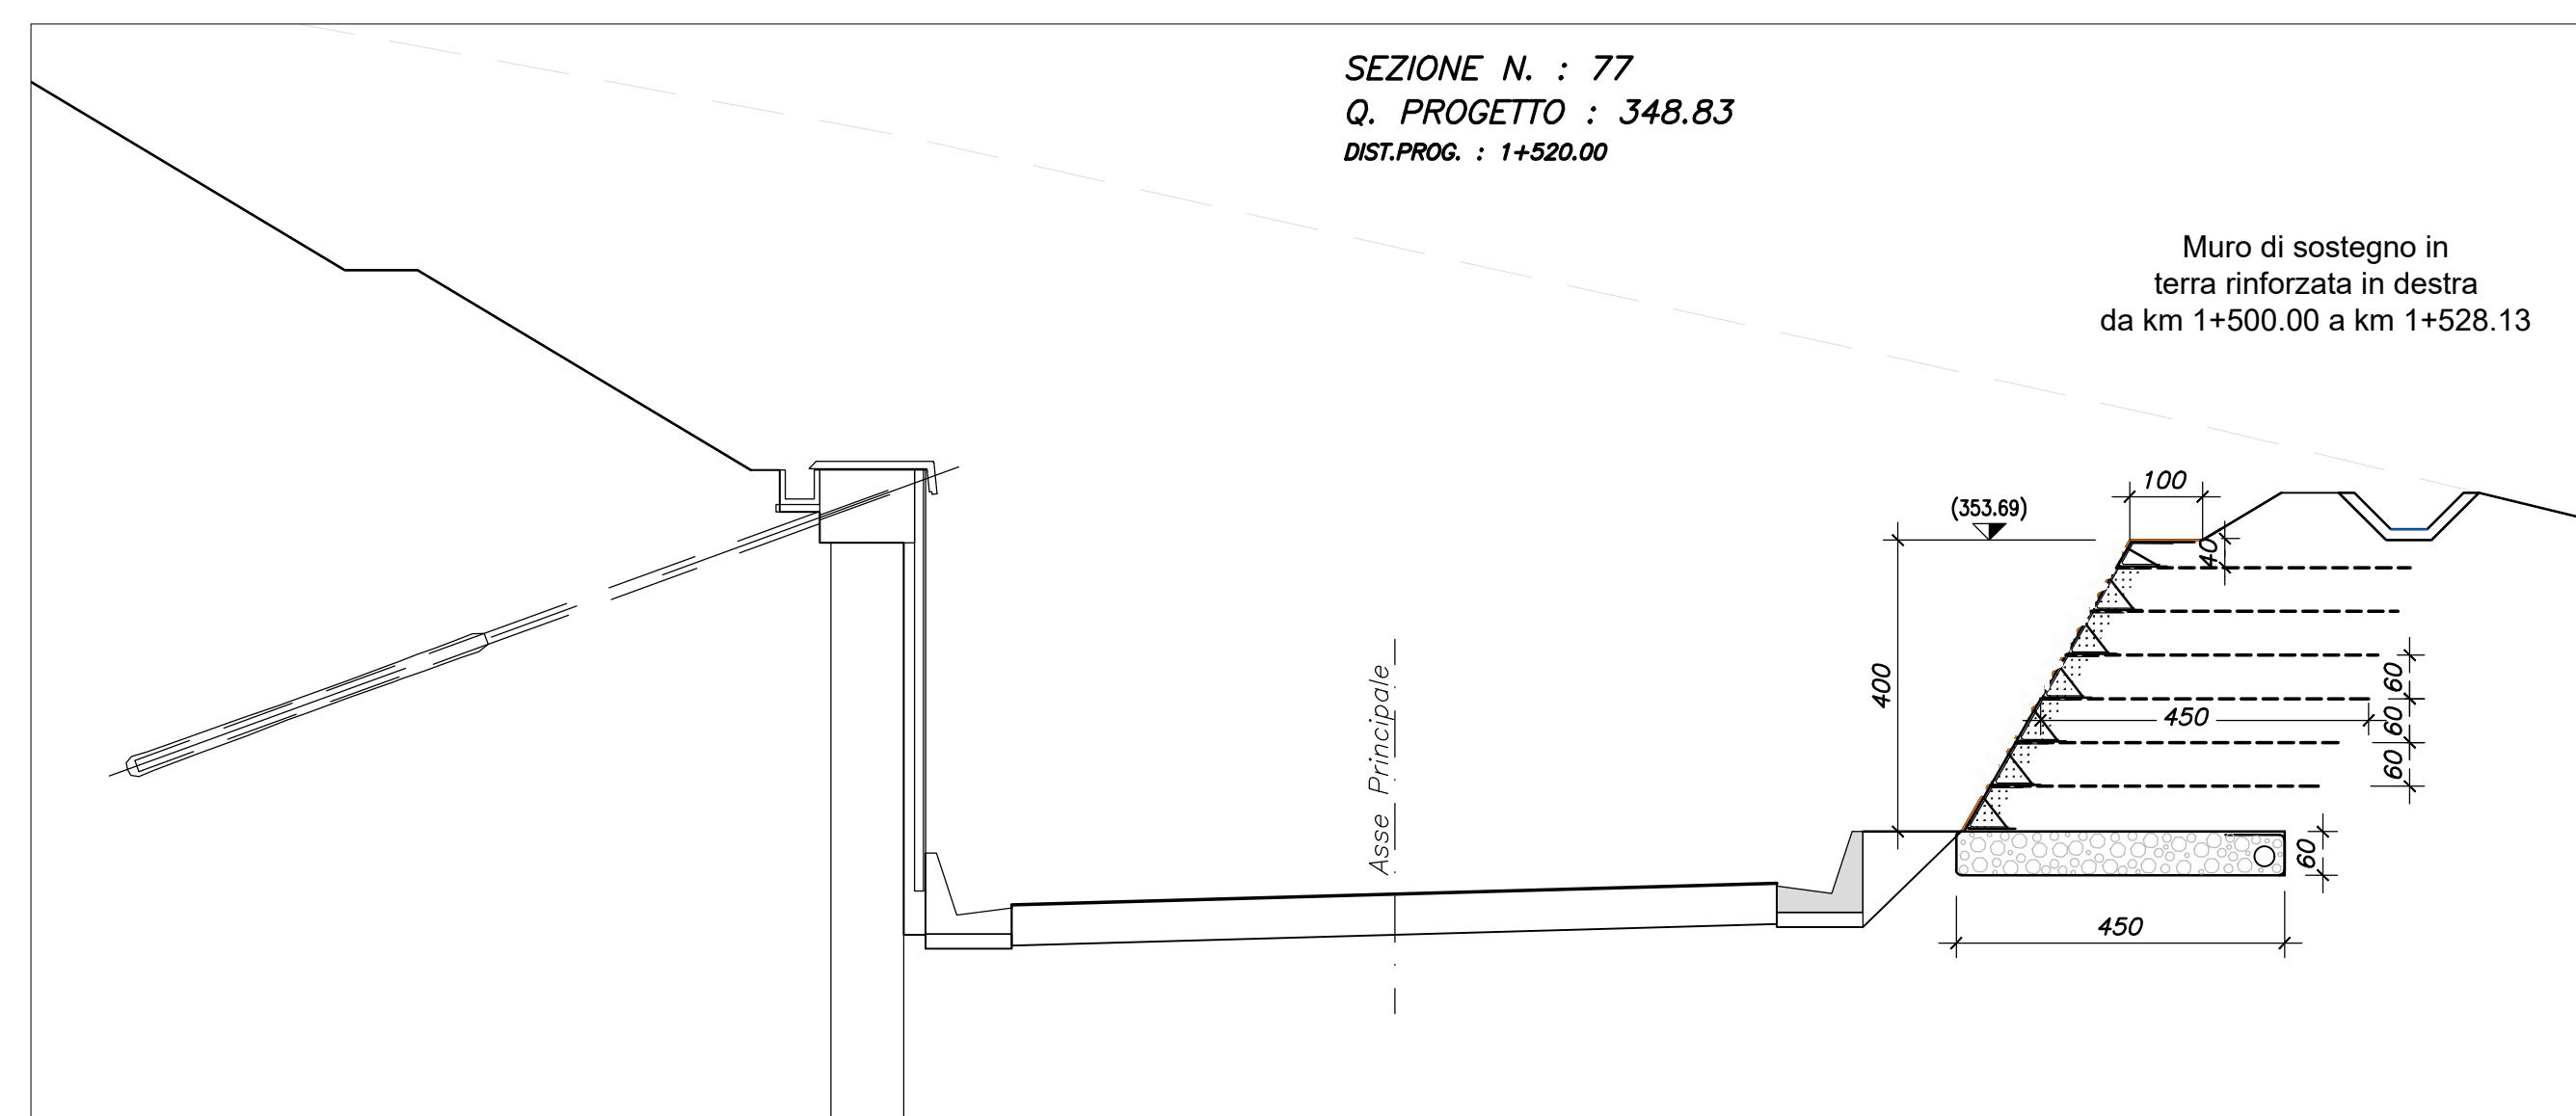 SEZIONE N. : 77
Q. PROGETTO : 348.83
DIST.PROG. : 1+520.00
Muro di sostegno in
terra rinforzata in destra
da km 1+500.00 a km 1+528.13
100
(353.69)
40
400
60
60
60
450
Asse Principale
60
450